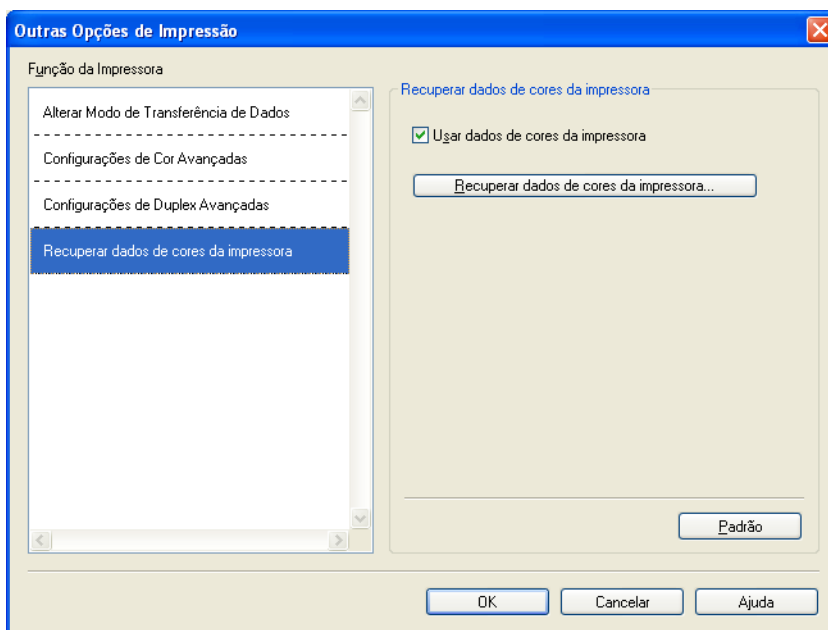 Outras Opções de Impressão
Função da Impressora
Alterar Modo de Transferência de Dados
Configurações de Cor Avançadas
Configurações de Duplex Avançadas
Recuperar dados de cores da impressora
Recuperar dados de cores da impressora
Usar dados de cores da impressora
Recuperar dados de cores da impressora...
Padrão
OK
Cancelar
Ajuda